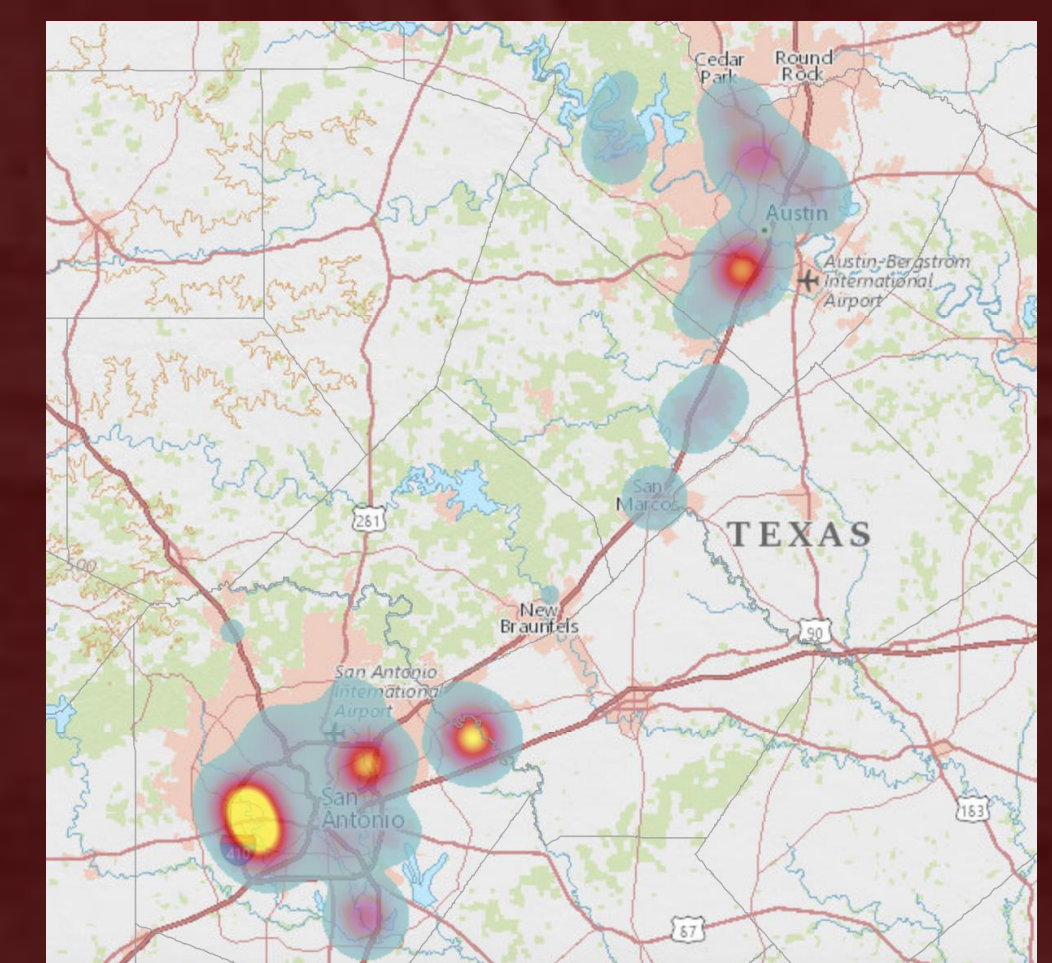 Cedar
Park
Round
Rock
Austin
Austin-Bergstrom
International
Airport
San
Marcos
TEXAS
281
New
Braunfels
90
San Antonio
International
Airport
San
Antonio
410
183
87